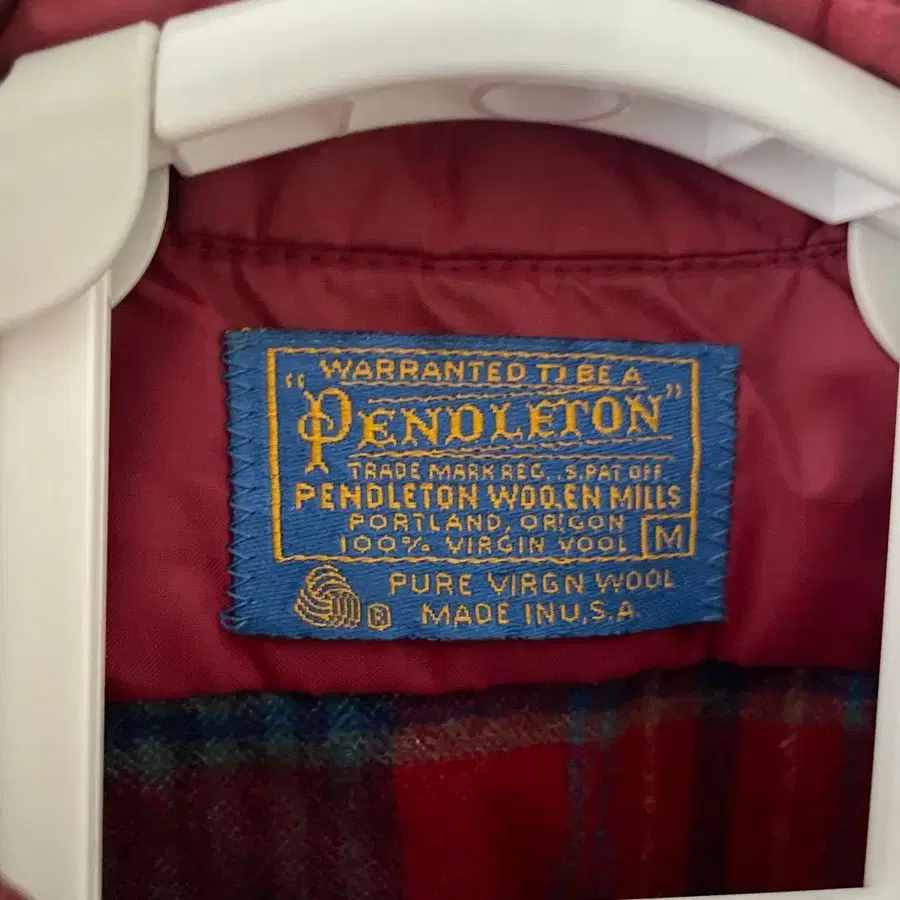 WARRANTED TO BE A
"PENDLETON"
TRADE MARK REG. .S. PAT OFF
PENDLETON WOOLEN MILLS
PORTLAND, OREGON
100% VIRGIN WOOL M
PURE VIRGN WOOL
®
MADE IN U.S.A.